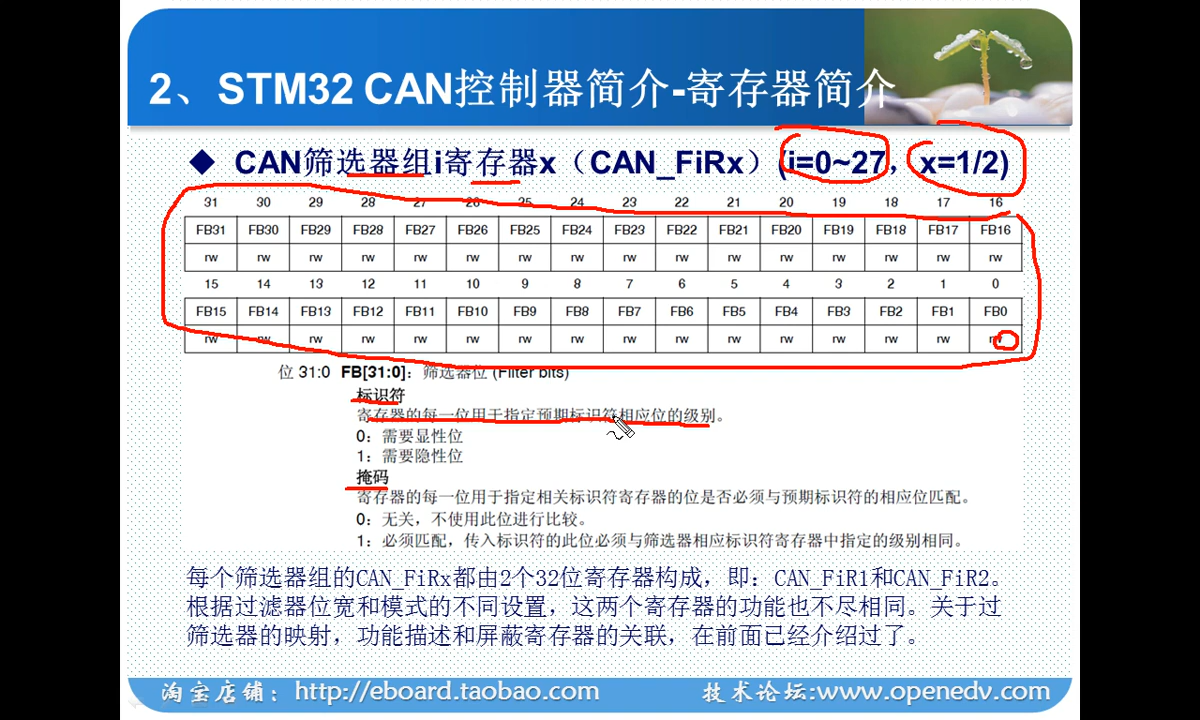 2、STM32 CAN控制器简介-寄存器简介
◆ CAN筛选器组i寄存器x（CAN_FiRx）(i=0~27，x=1/2)
31 30 29 28 27 26 25 24 23 22 21 20 19 18 17 16
FB31 FB30 FB29 FB28 FB27 FB26 FB25 FB24 FB23 FB22 FB21 FB20 FB19 FB18 FB17 FB16
rw rw rw rw rw rw rw rw rw rw rw rw rw rw rw rw
15 14 13 12 11 10 9 8 7 6 5 4 3 2 1 0
FB15 FB14 FB13 FB12 FB11 FB10 FB9 FB8 FB7 FB6 FB5 FB4 FB3 FB2 FB1 FB0
rw rw rw rw rw rw rw rw rw rw rw rw rw rw rw rw
位 31:0 FB[31:0]：筛选器位 (Filter bits)
标识符
寄存器的每一位用于指定预期标识符相应位的级别。
0：需要显性位
1：需要隐性位
掩码
寄存器的每一位用于指定相关标识符寄存器的位是否必须与预期标识符的相应位匹配。
0：无关，不使用此位进行比较。
1：必须匹配，传入标识符的此位必须与筛选器相应标识符寄存器中指定的级别相同。
每个筛选器组的CAN_FiRx都由2个32位寄存器构成，即：CAN_FiR1和CAN_FiR2。
根据过滤器位宽和模式的不同设置，这两个寄存器的功能也不尽相同。关于过
筛选器的映射，功能描述和屏蔽寄存器的关联，在前面已经介绍过了。
淘宝店铺：http://eboard.taobao.com 技术论坛:www.openedv.com